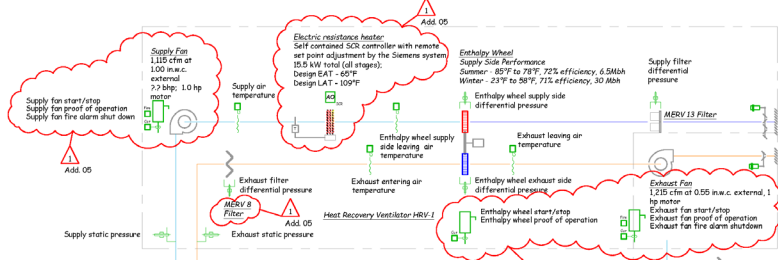 1
Add. 05
Electric resistance heater
Self contained SCR controller with remote
set point adjustment by the Siemens system
15.5 kW total (all stages);
Design EAT - 65°F
Design LAT - 109°F
AO
Supply Fan
1,115 cfm at
1.00 in.w.c.
external
?.? bhp; 1.0 hp
motor
Supply fan start/stop
Supply fan proof of operation
Supply fan fire alarm shut down
1
Add. 05
Supply air
temperature
Enthalpy Wheel
Supply Side Performance
Summer - 85°F to 78°F, 72% efficiency, 6.5Mbh
Winter - 23°F to 58°F, 71% efficiency, 30 Mbh
Enthalpy wheel supply side
differential pressure
Supply filter
differential
pressure
MERV 13 Filter
Enthalpy wheel supply
side leaving air
temperature
Exhaust leaving air
temperature
Exhaust filter
differential pressure
Exhaust entering air
temperature
Enthalpy wheel exhaust side
differential pressure
MERV 8
Filter
1
Add. 05
Heat Recovery Ventilator HRV-1
Enthalpy wheel start/stop
Enthalpy wheel proof of operation
Exhaust Fan
1,215 cfm at 0.55 in.w.c. external, 1
hp motor
Exhaust fan start/stop
Exhaust fan proof of operation
Exhaust fan fire alarm shutdown
Supply static pressure
Exhaust static pressure